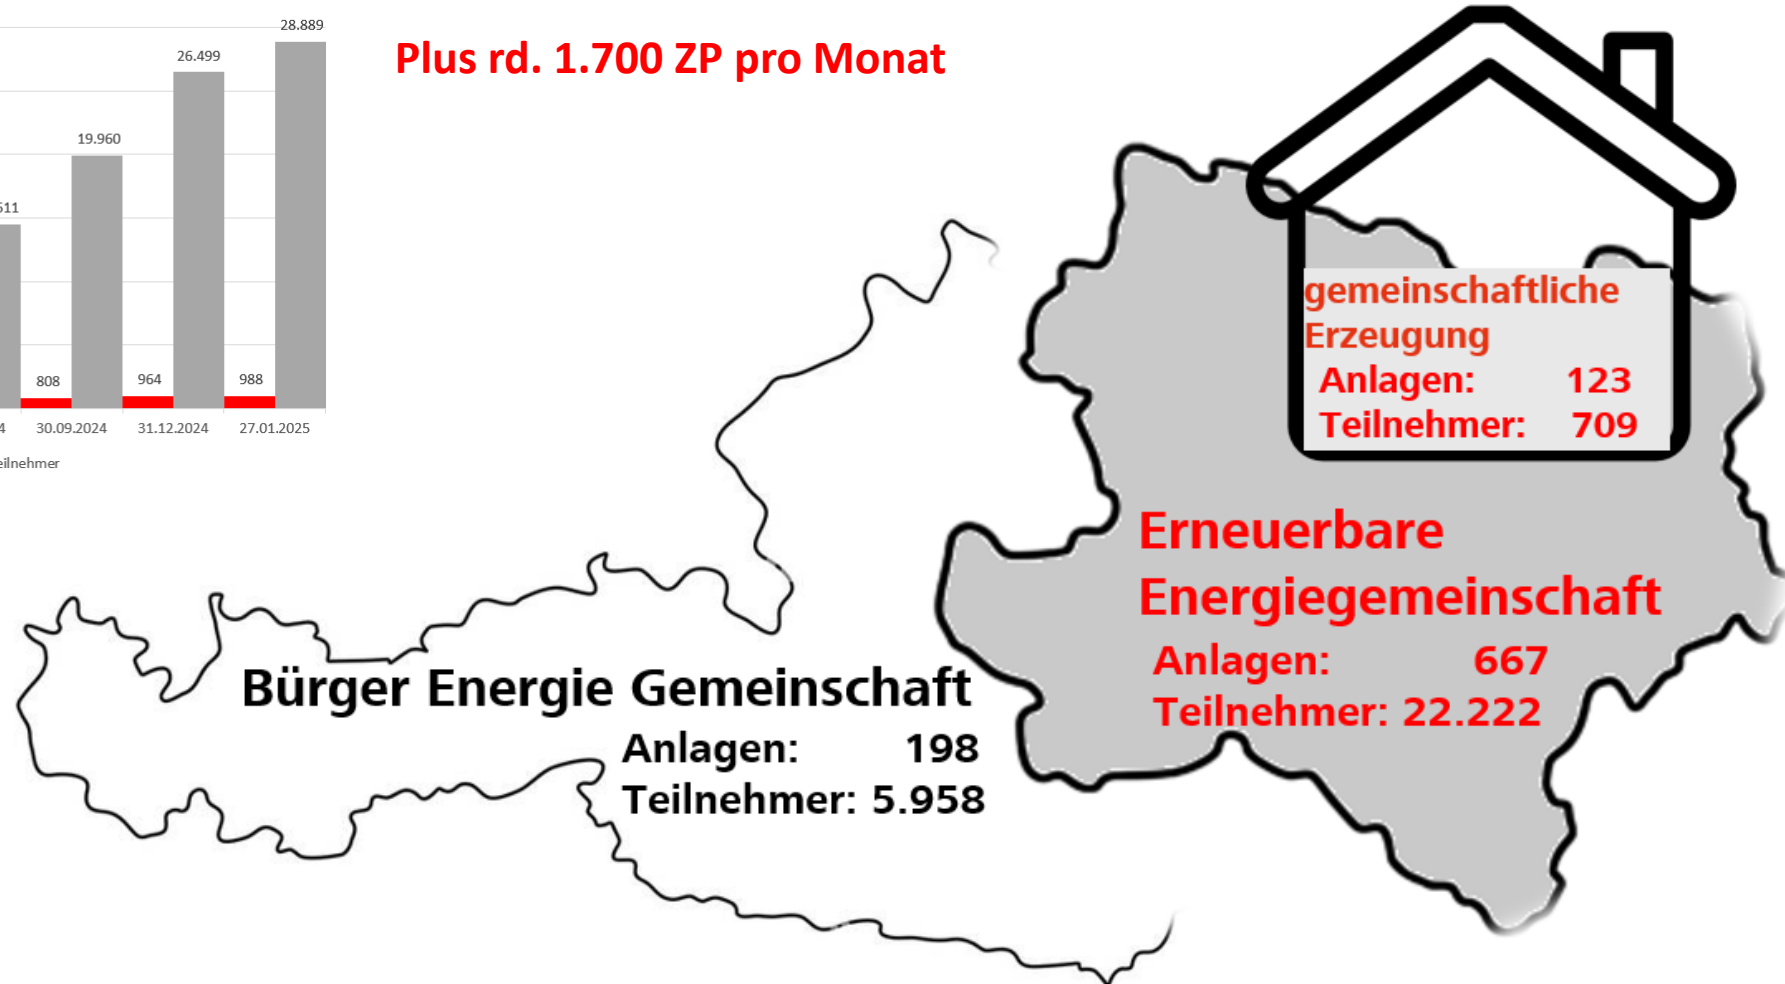 28.889
26.499
19.960
808
964
988
30.09.2024
31.12.2024
27.01.2025
Plus rd. 1.700 ZP pro Monat
gemeinschaftliche
Erzeugung
Anlagen: 123
Teilnehmer: 709
Erneuerbare
Energiegemeinschaft
Anlagen: 667
Teilnehmer: 22.222
Bürger Energie Gemeinschaft
Anlagen: 198
Teilnehmer: 5.958